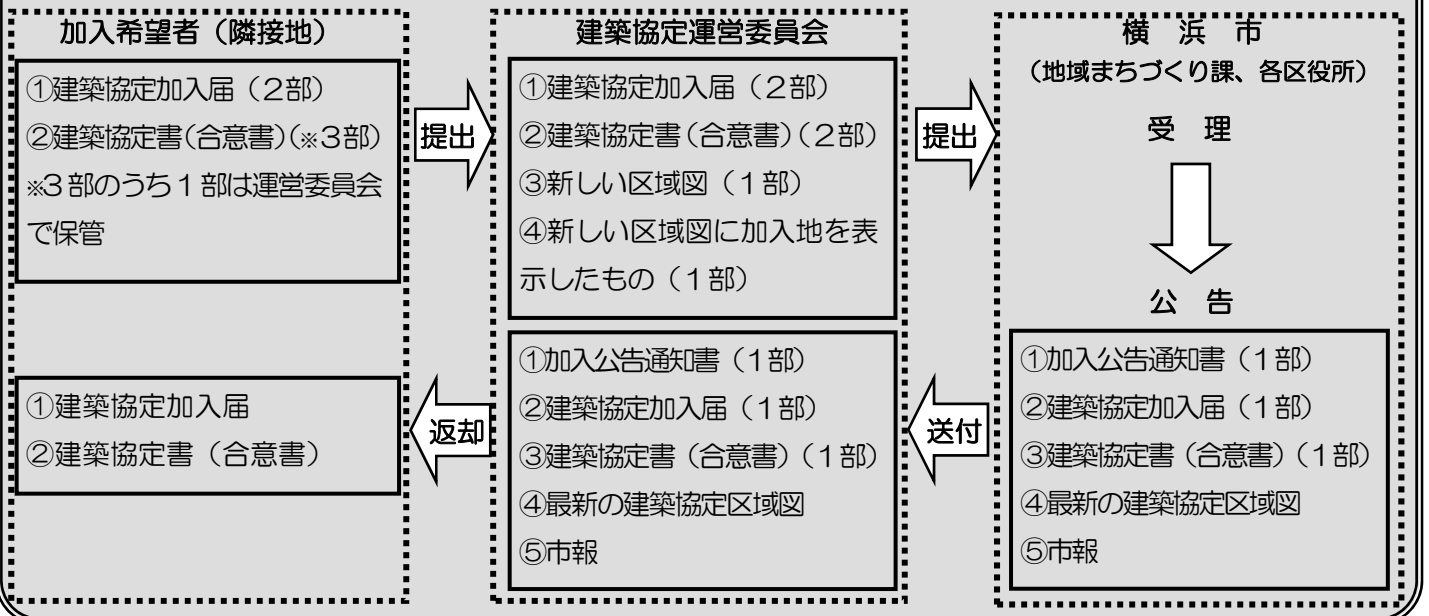 加入希望者（隣接地）
①建築協定加入届（２部）
②建築協定書（合意書）（※３部）
※３部のうち１部は運営委員会
で保管
提出
建築協定運営委員会
①建築協定加入届（２部）
②建築協定書（合意書）（２部）
③新しい区域図（１部）
④新しい区域図に加入地を表
示したもの（１部）
提出
横　浜　市
（地域まちづくり課、各区役所）
受　理
公　告
①加入公告通知書（１部）
②建築協定加入届（１部）
③建築協定書（合意書）（１部）
④最新の建築協定区域図
⑤市報
送付
①加入公告通知書（１部）
②建築協定加入届（１部）
③建築協定書（合意書）（１部）
④最新の建築協定区域図
⑤市報
返却
①建築協定加入届
②建築協定書（合意書）